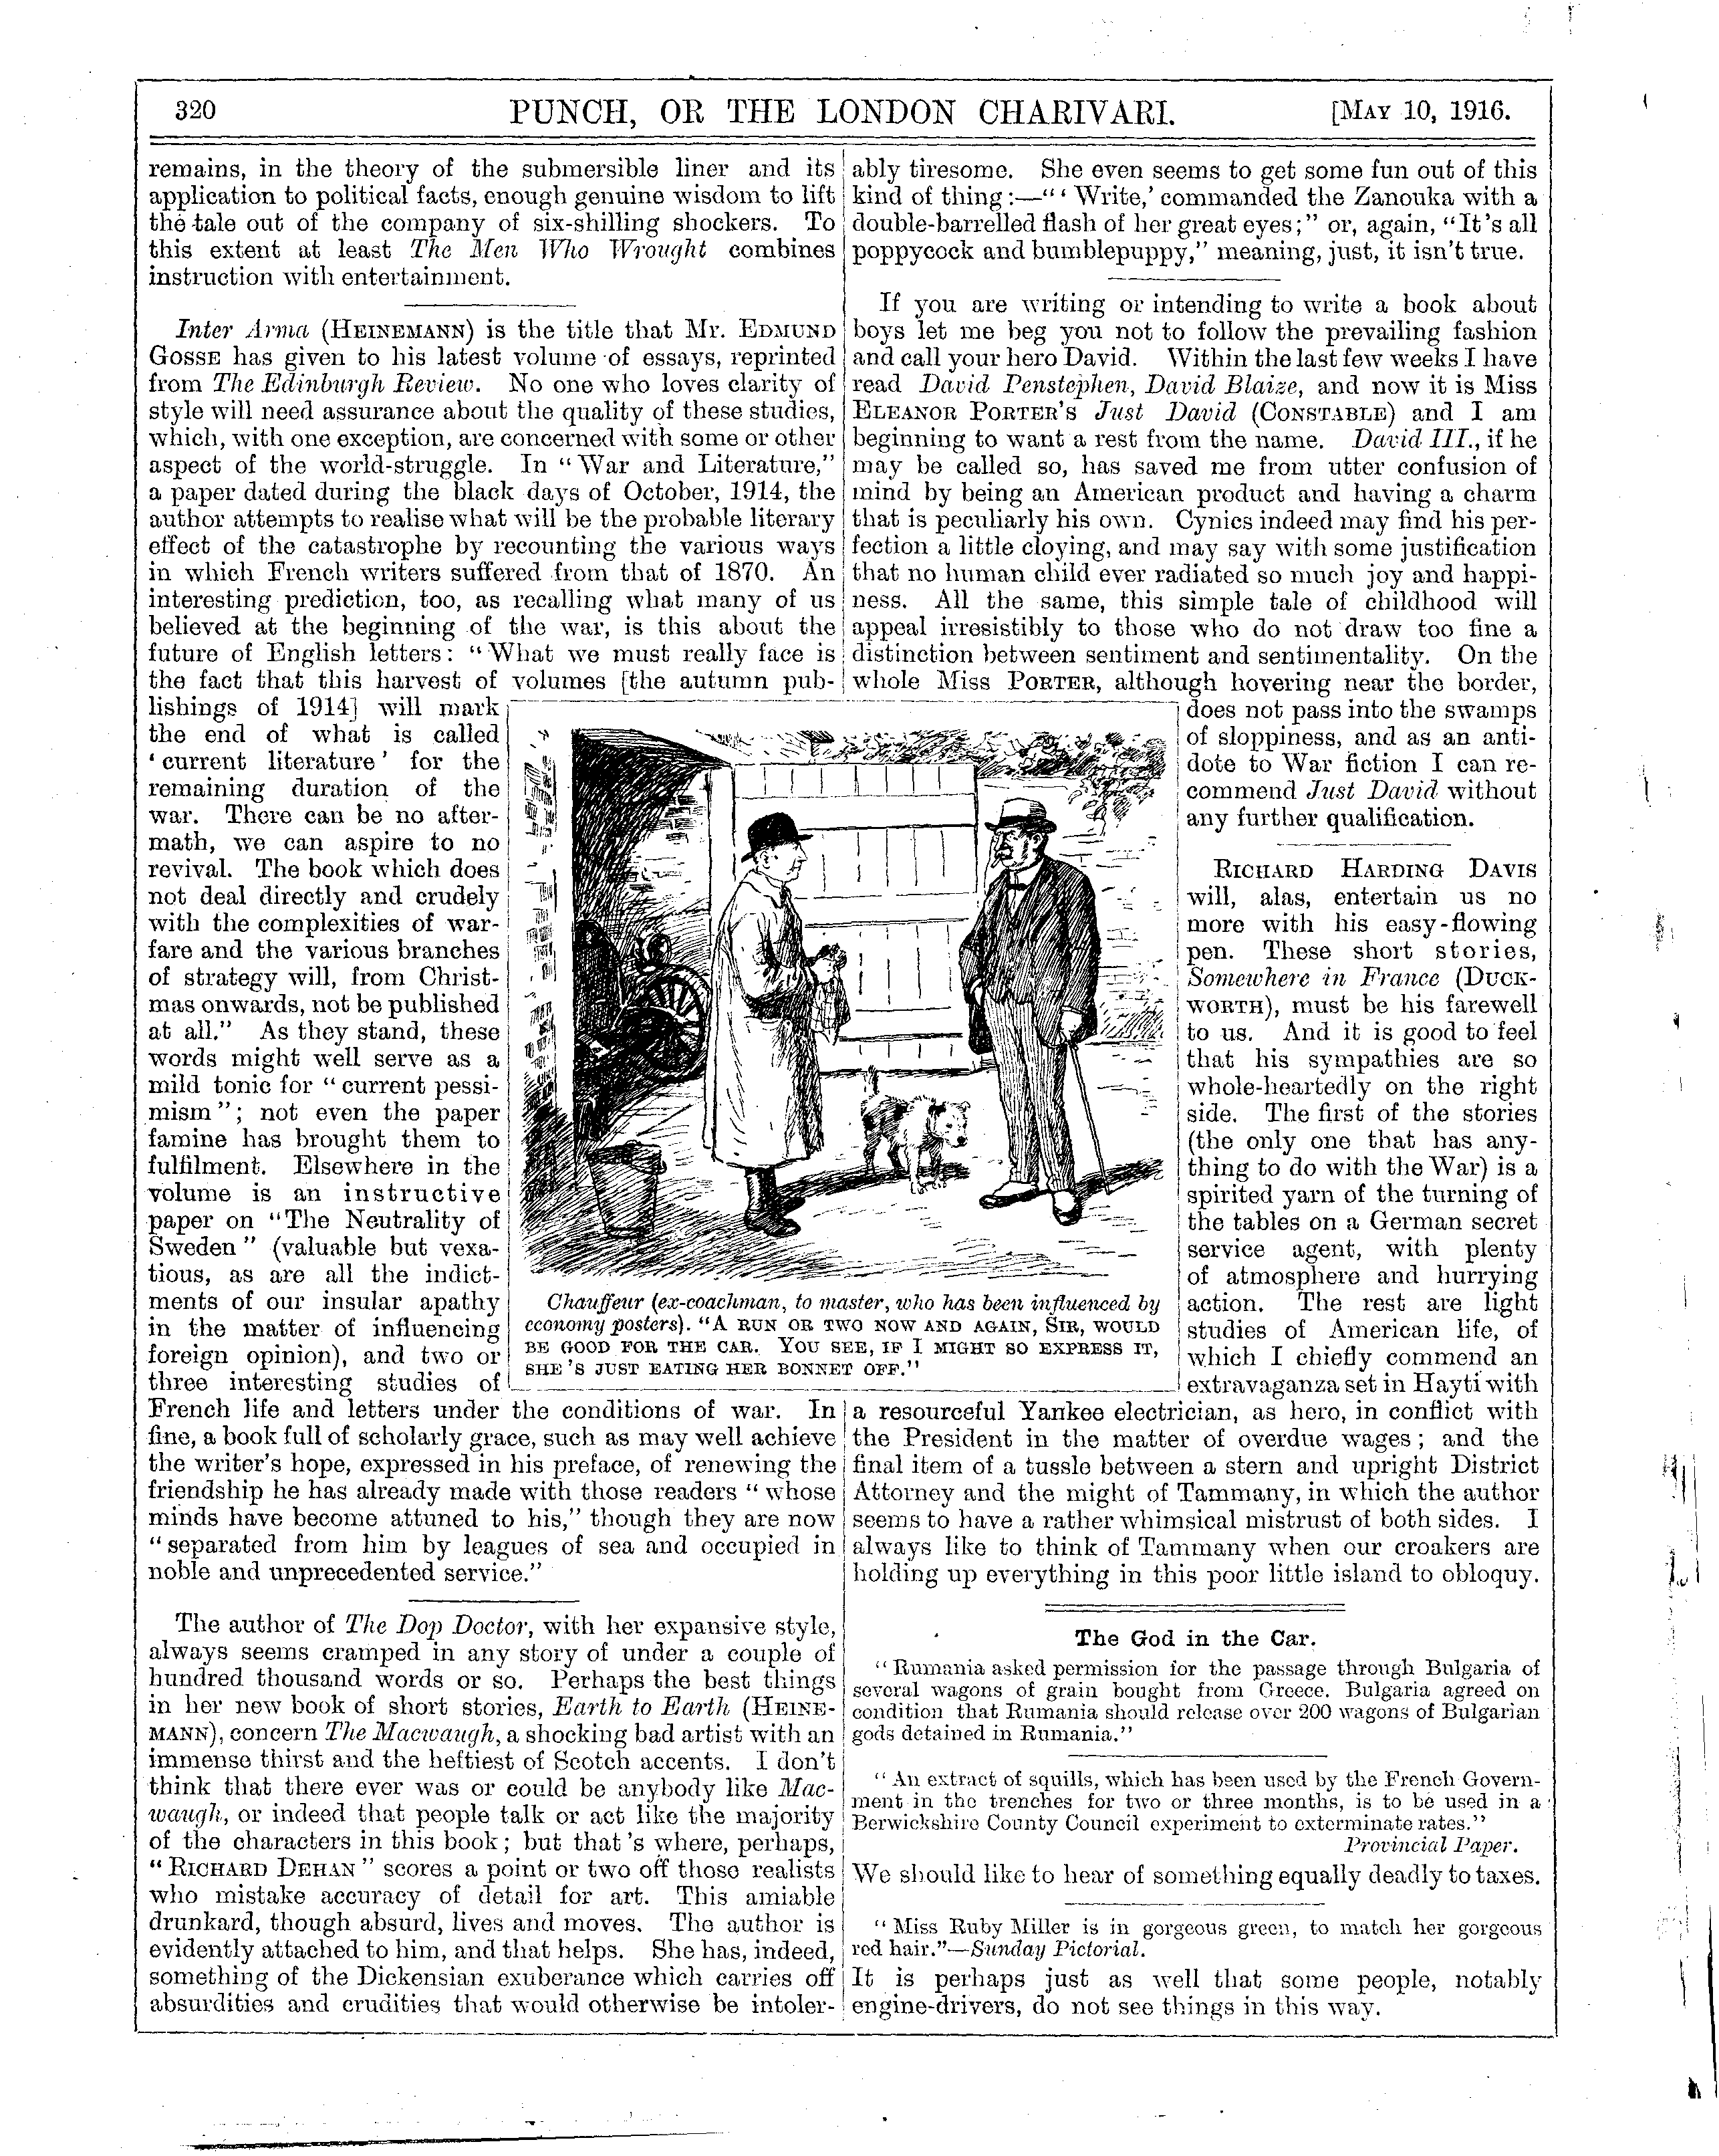 320
PUNCH, OR THE LONDON CHARIVARI.
[MAY 10, 1916.
remains, in the theory of the submersible liner and its
application to political facts, enough genuine wisdom to lift
the tale out of the company of six-shilling shockers. To
this extent at least The Men Who Wrought combines
instruction with entertainment.
Inter Arma (HEINEMANN) is the title that Mr. EDMUND
GOSSE has given to his latest volume of essays, reprinted
from The Edinburgh Review. No one who loves clarity of
style will need assurance about the quality of these studies,
which, with one exception, are concerned with some or other
aspect of the world-struggle. In "War and Literature,"
a paper dated during the black days of October, 1914, the
author attempts to realise what will be the probable literary
effect of the catastrophe by recounting the various ways
in which French writers suffered from that of 1870. An
interesting prediction, too, as recalling what many of us
believed at the beginning of the war, is this about the
future of English letters: "What we must really face is
the fact that this harvest of volumes [the autumn pub-
lishings of 1914] will mark
the end of what is called
'current literature' for the
remaining duration of the
war. There can be no after-
math, we can aspire to no
revival. The book which does
not deal directly and crudely
with the complexities of war-
fare and the various branches
of strategy will, from Christ-
mas onwards, not be published
at all." As they stand, these
words might well serve as a
mild tonic for "current pessi-
mism"; not even the paper
famine has brought them to
fulfilment. Elsewhere in the
volume is an instructive
paper on "The Neutrality of
Sweden" (valuable but vexa-
tious, as are all the indict-
ments of our insular apathy
in the matter of influencing
foreign opinion), and two or
three interesting studies of
French life and letters under the conditions of war. In
fine, a book full of scholarly grace, such as may well achieve
the writer's hope, expressed in his preface, of renewing the
friendship he has already made with those readers "whose
minds have become attuned to his," though they are now
"separated from him by leagues of sea and occupied in
noble and unprecedented service."
The author of The Dop Doctor, with her expansive style,
always seems cramped in any story of under a couple of
hundred thousand words or so. Perhaps the best things
in her new book of short stories, Earth to Earth (HEINE-
MANN), concern The Macwaugh, a shocking bad artist with an
immense thirst and the heftiest of Scotch accents. I don't
think that there ever was or could be anybody like Mac-
waugh, or indeed that people talk or act like the majority
of the characters in this book; but that's where, perhaps,
"RICHARD DEHAN" scores a point or two off those realists
who mistake accuracy of detail for art. This amiable
drunkard, though absurd, lives and moves. The author is
evidently attached to him, and that helps. She has, indeed,
something of the Dickensian exuberance which carries off
absurdities and crudities that would otherwise be intoler-
Chauffeur (ex-coachman, to master, who has been influenced by
economy posters). "A RUN OR TWO NOW AND AGAIN, SIR, WOULD
BE GOOD FOR THE CAR. YOU SEE, IF I MIGHT SO EXPRESS IT,
SHE'S JUST EATING HER BONNET OFF."
ably tiresome. She even seems to get some fun out of this
kind of thing:—"'Write,' commanded the Zanouka with a
double-barrelled flash of her great eyes;" or, again, "It's all
poppycock and bumblepuppy," meaning, just, it isn't true.
If you are writing or intending to write a book about
boys let me beg you not to follow the prevailing fashion
and call your hero David. Within the last few weeks I have
read David Penstephen, David Blaize, and now it is Miss
ELEANOR PORTER'S Just David (CONSTABLE) and I am
beginning to want a rest from the name. David III., if he
may be called so, has saved me from utter confusion of
mind by being an American product and having a charm
that is peculiarly his own. Cynics indeed may find his per-
fection a little cloying, and may say with some justification
that no human child ever radiated so much joy and happi-
ness. All the same, this simple tale of childhood will
appeal irresistibly to those who do not draw too fine a
distinction between sentiment and sentimentality. On the
whole Miss PORTER, although hovering near the border,
does not pass into the swamps
of sloppiness, and as an anti-
dote to War fiction I can re-
commend Just David without
any further qualification.
RICHARD HARDING DAVIS
will, alas, entertain us no
more with his easy-flowing
pen. These short stories,
Somewhere in France (DUCK-
WORTH), must be his farewell
to us. And it is good to feel
that his sympathies are so
whole-heartedly on the right
side. The first of the stories
(the only one that has any-
thing to do with the War) is a
spirited yarn of the turning of
the tables on a German secret
service agent, with plenty
of atmosphere and hurrying
action. The rest are light
studies of American life, of
which I chiefly commend an
extravaganza set in Hayti with
a resourceful Yankee electrician, as hero, in conflict with
the President in the matter of overdue wages; and the
final item of a tussle between a stern and upright District
Attorney and the might of Tammany, in which the author
seems to have a rather whimsical mistrust of both sides. I
always like to think of Tammany when our croakers are
holding up everything in this poor little island to obloquy.
The God in the Car.
"Rumania asked permission for the passage through Bulgaria of
several wagons of grain bought from Greece. Bulgaria agreed on
condition that Rumania should release over 200 wagons of Bulgarian
gods detained in Rumania."
"An extract of squills, which has been used by the French Govern-
ment in the trenches for two or three months, is to be used in a
Berwickshire County Council experiment to exterminate rates."
Provincial Paper.
We should like to hear of something equally deadly to taxes.
"Miss Ruby Miller is in gorgeous green, to match her gorgeous
red hair."—Sunday Pictorial.
It is perhaps just as well that some people, notably
engine-drivers, do not see things in this way.